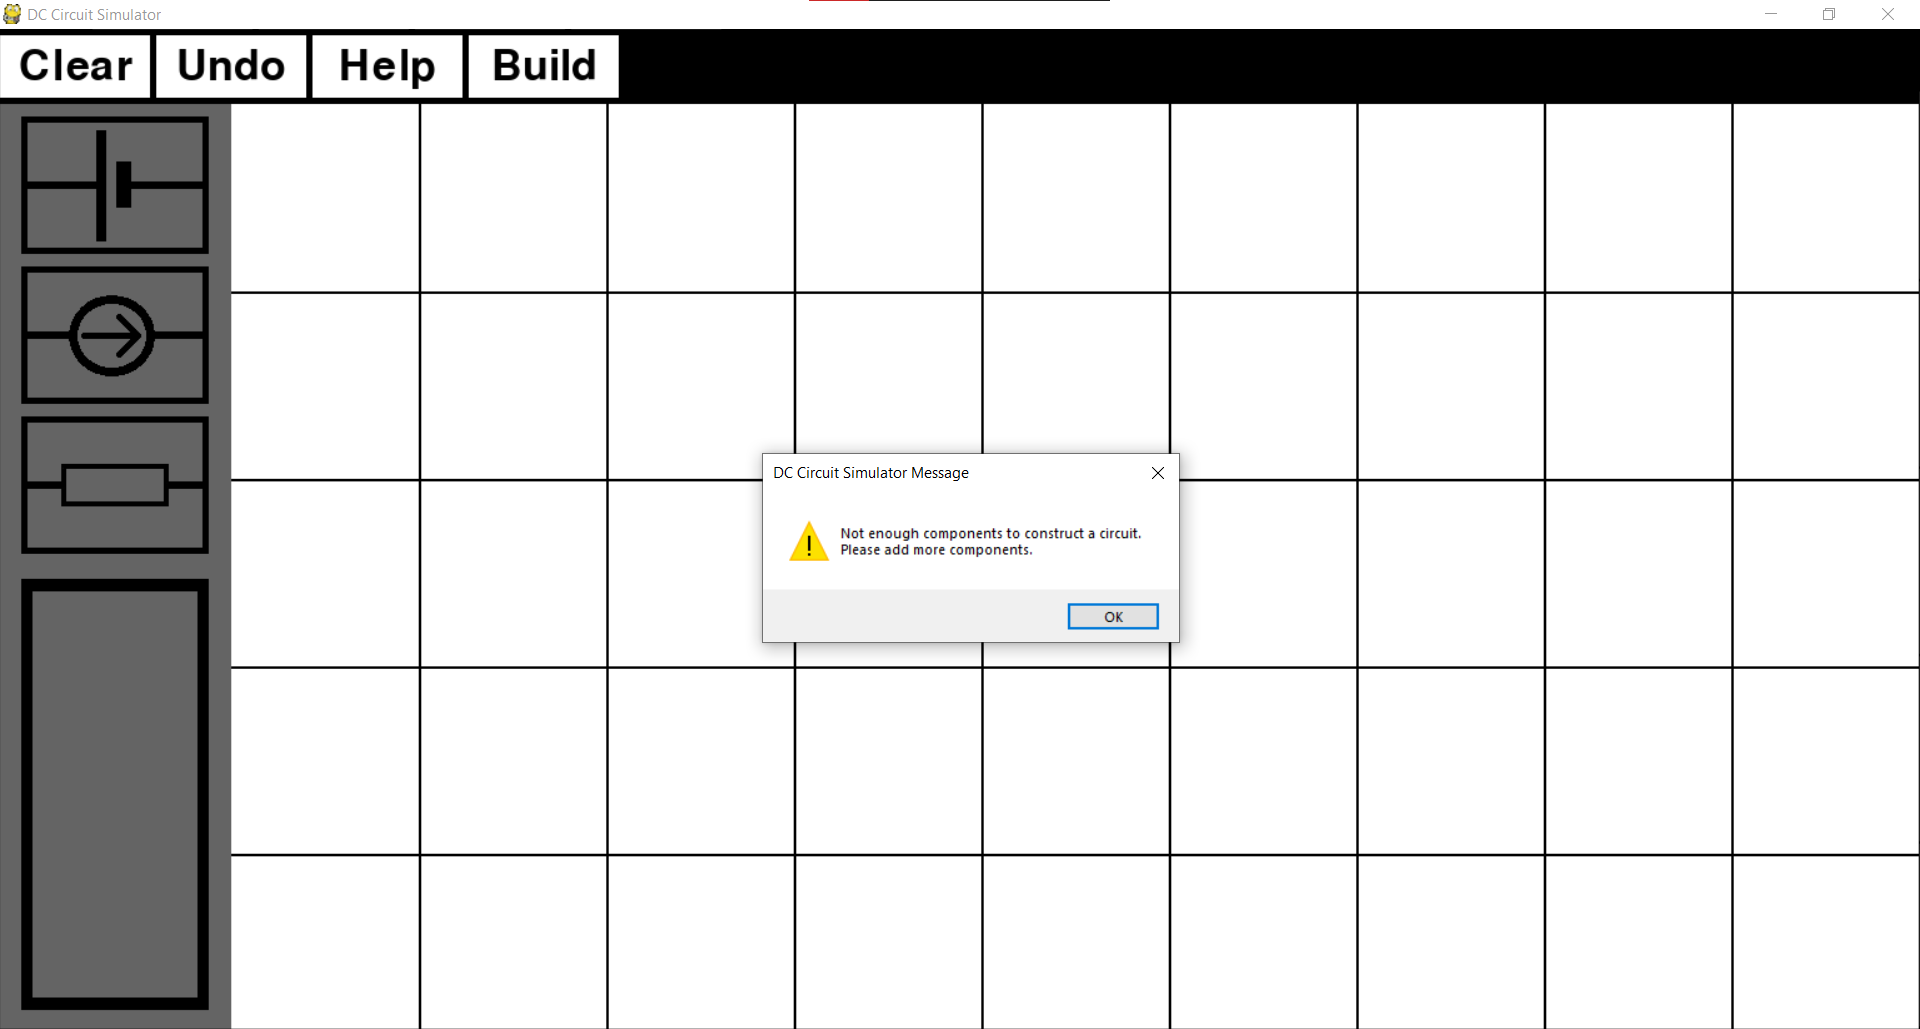 DC Circuit Simulator
Clear
Undo
Help
Build
DC Circuit Simulator Message
Not enough components to construct a circuit.
Please add more components.
OK